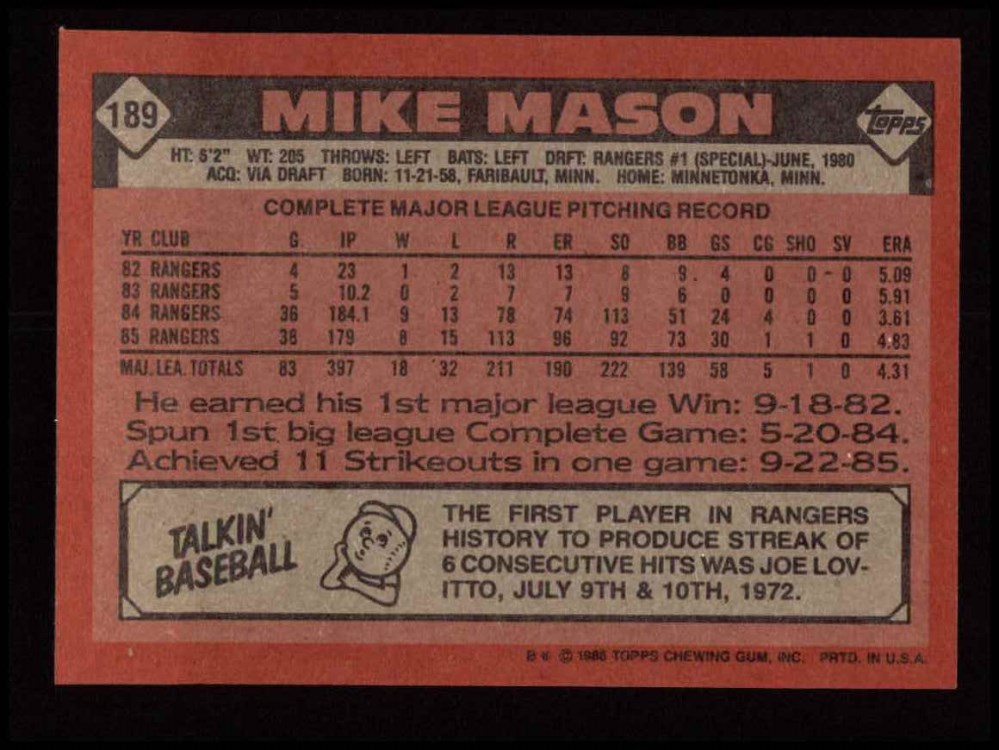 189
MIKE MASON
TOPPS
HT: 6'2" WT: 205 THROWS: LEFT BATS: LEFT DRFT: RANGERS #1 (SPECIAL)-JUNE, 1980
ACQ: VIA DRAFT BORN: 11-21-58, FARIBAULT, MINN. HOME: MINNETONKA, MINN.
COMPLETE MAJOR LEAGUE PITCHING RECORD
YR CLUB G IP W L R ER SO BB GS CG SHO SV ERA
82 RANGERS 4 23 1 2 13 13 8 9 4 0 0 0 5.09
83 RANGERS 5 10.2 0 2 7 7 9 6 0 0 0 0 5.91
84 RANGERS 36 184.1 9 13 78 74 113 51 24 4 0 0 3.61
85 RANGERS 38 179 8 15 113 96 92 73 30 1 1 0 4.83
MAJ. LEA. TOTALS 83 397 18 32 211 190 222 139 58 5 1 0 4.31
He earned his 1st major league Win: 9-18-82.
Spun 1st big league Complete Game: 5-20-84.
Achieved 11 Strikeouts in one game: 9-22-85.
TALKIN'
BASEBALL
THE FIRST PLAYER IN RANGERS
HISTORY TO PRODUCE STREAK OF
6 CONSECUTIVE HITS WAS JOE LOV-
ITTO, JULY 9TH & 10TH, 1972.
© 1986 TOPPS CHEWING GUM, INC. PRTD. IN U.S.A.